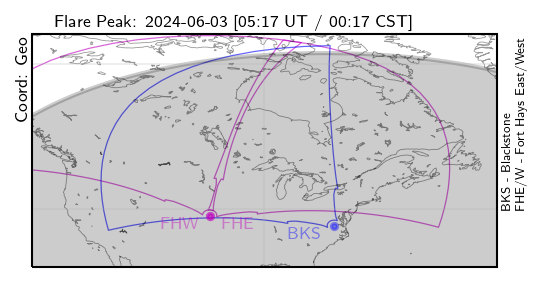 Flare Peak: 2024-06-03 [05:17 UT / 00:17 CST]
Coord: Geo
FHW
FHE
BKS
BKS - Blackstone
FHE/W - Fort Hays East/West